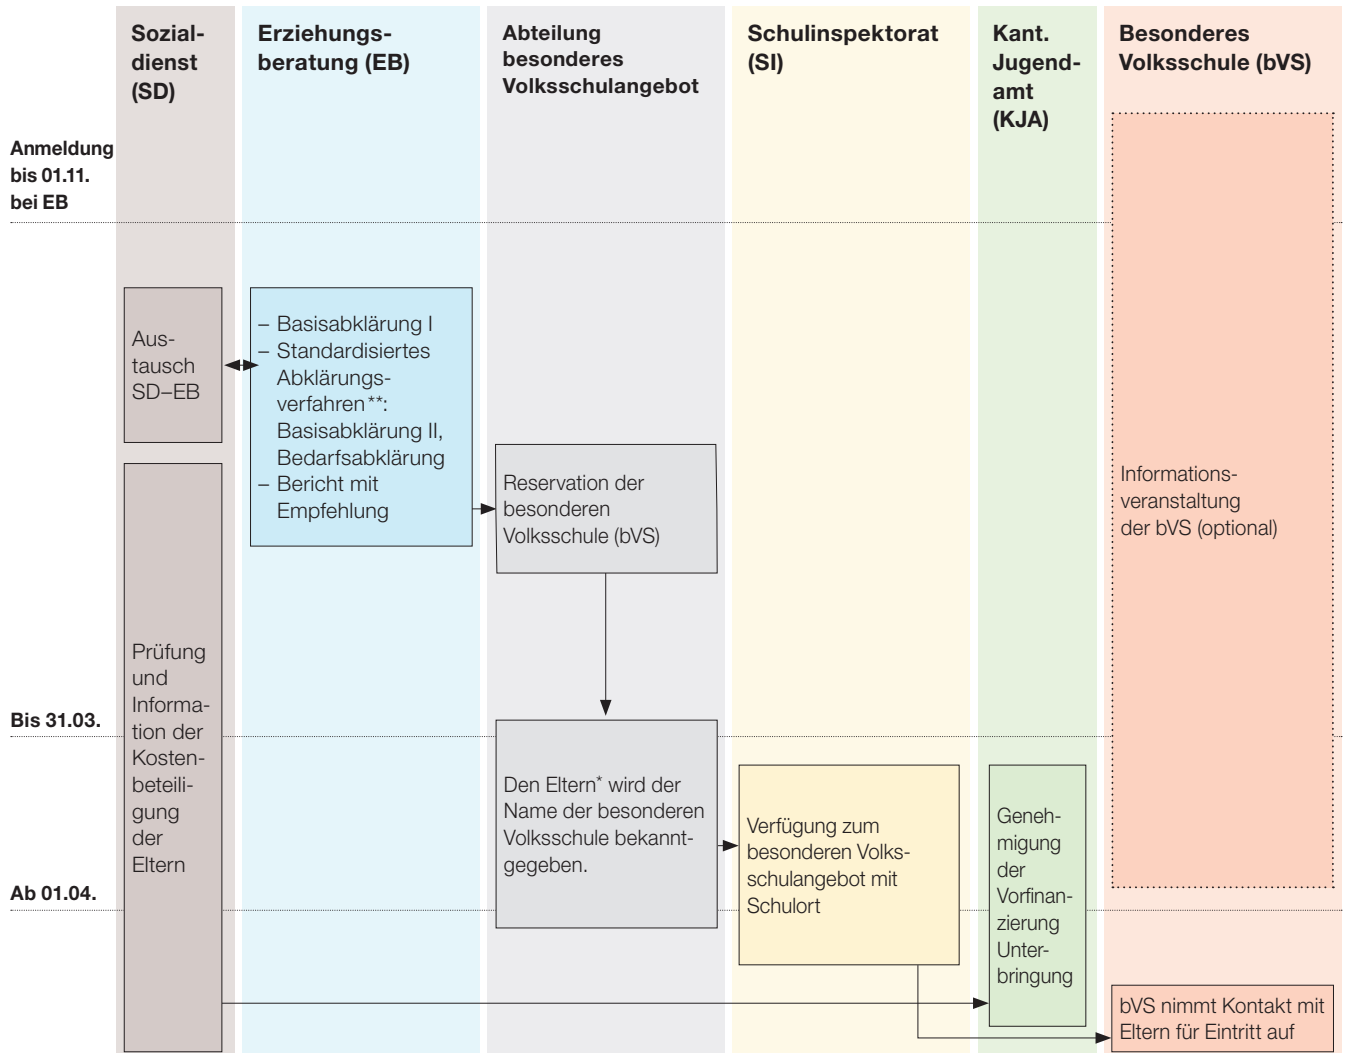 Sozial-
dienst
(SD)
Erziehungs-
beratung (EB)
Abteilung
besonderes
Volksschulangebot
Schulinspektorat
(SI)
Kant.
Jugend-
amt
(KJA)
Besonderes
Volksschule (bVS)
Anmeldung
bis 01.11.
bei EB
Aus-
tausch
SD–EB
– Basisabklärung I
– Standardisiertes
Abklärungs-
verfahren**:
Basisabklärung II,
Bedarfsabklärung
– Bericht mit
Empfehlung
Reservation der
besonderen
Volksschule (bVS)
Informations-
veranstaltung
der bVS (optional)
Prüfung
und
Informa-
tion der
Kosten-
beteili-
gung
der
Eltern
Bis 31.03.
Den Eltern* wird der
Name der besonderen
Volksschule bekannt-
gegeben.
Verfügung zum
besonderen Volks-
schulangebot mit
Schulort
Geneh-
migung
der
Vorfinan-
zierung
Unter-
bringung
Ab 01.04.
bVS nimmt Kontakt mit
Eltern für Eintritt auf